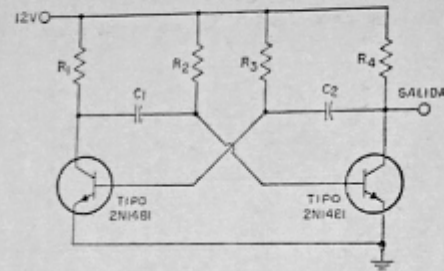 12V
R1 R2 R3 R4
C1 C2
SALIDA
TIPO TIPO
2N1481 2N1481